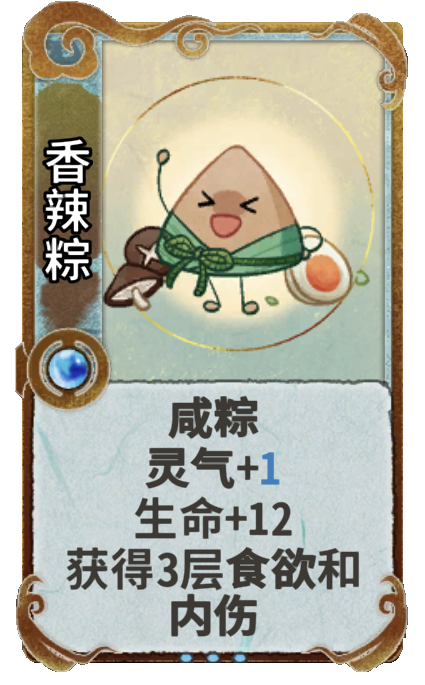 香辣粽
咸粽
灵气+1
生命+12
获得3层食欲和
内伤